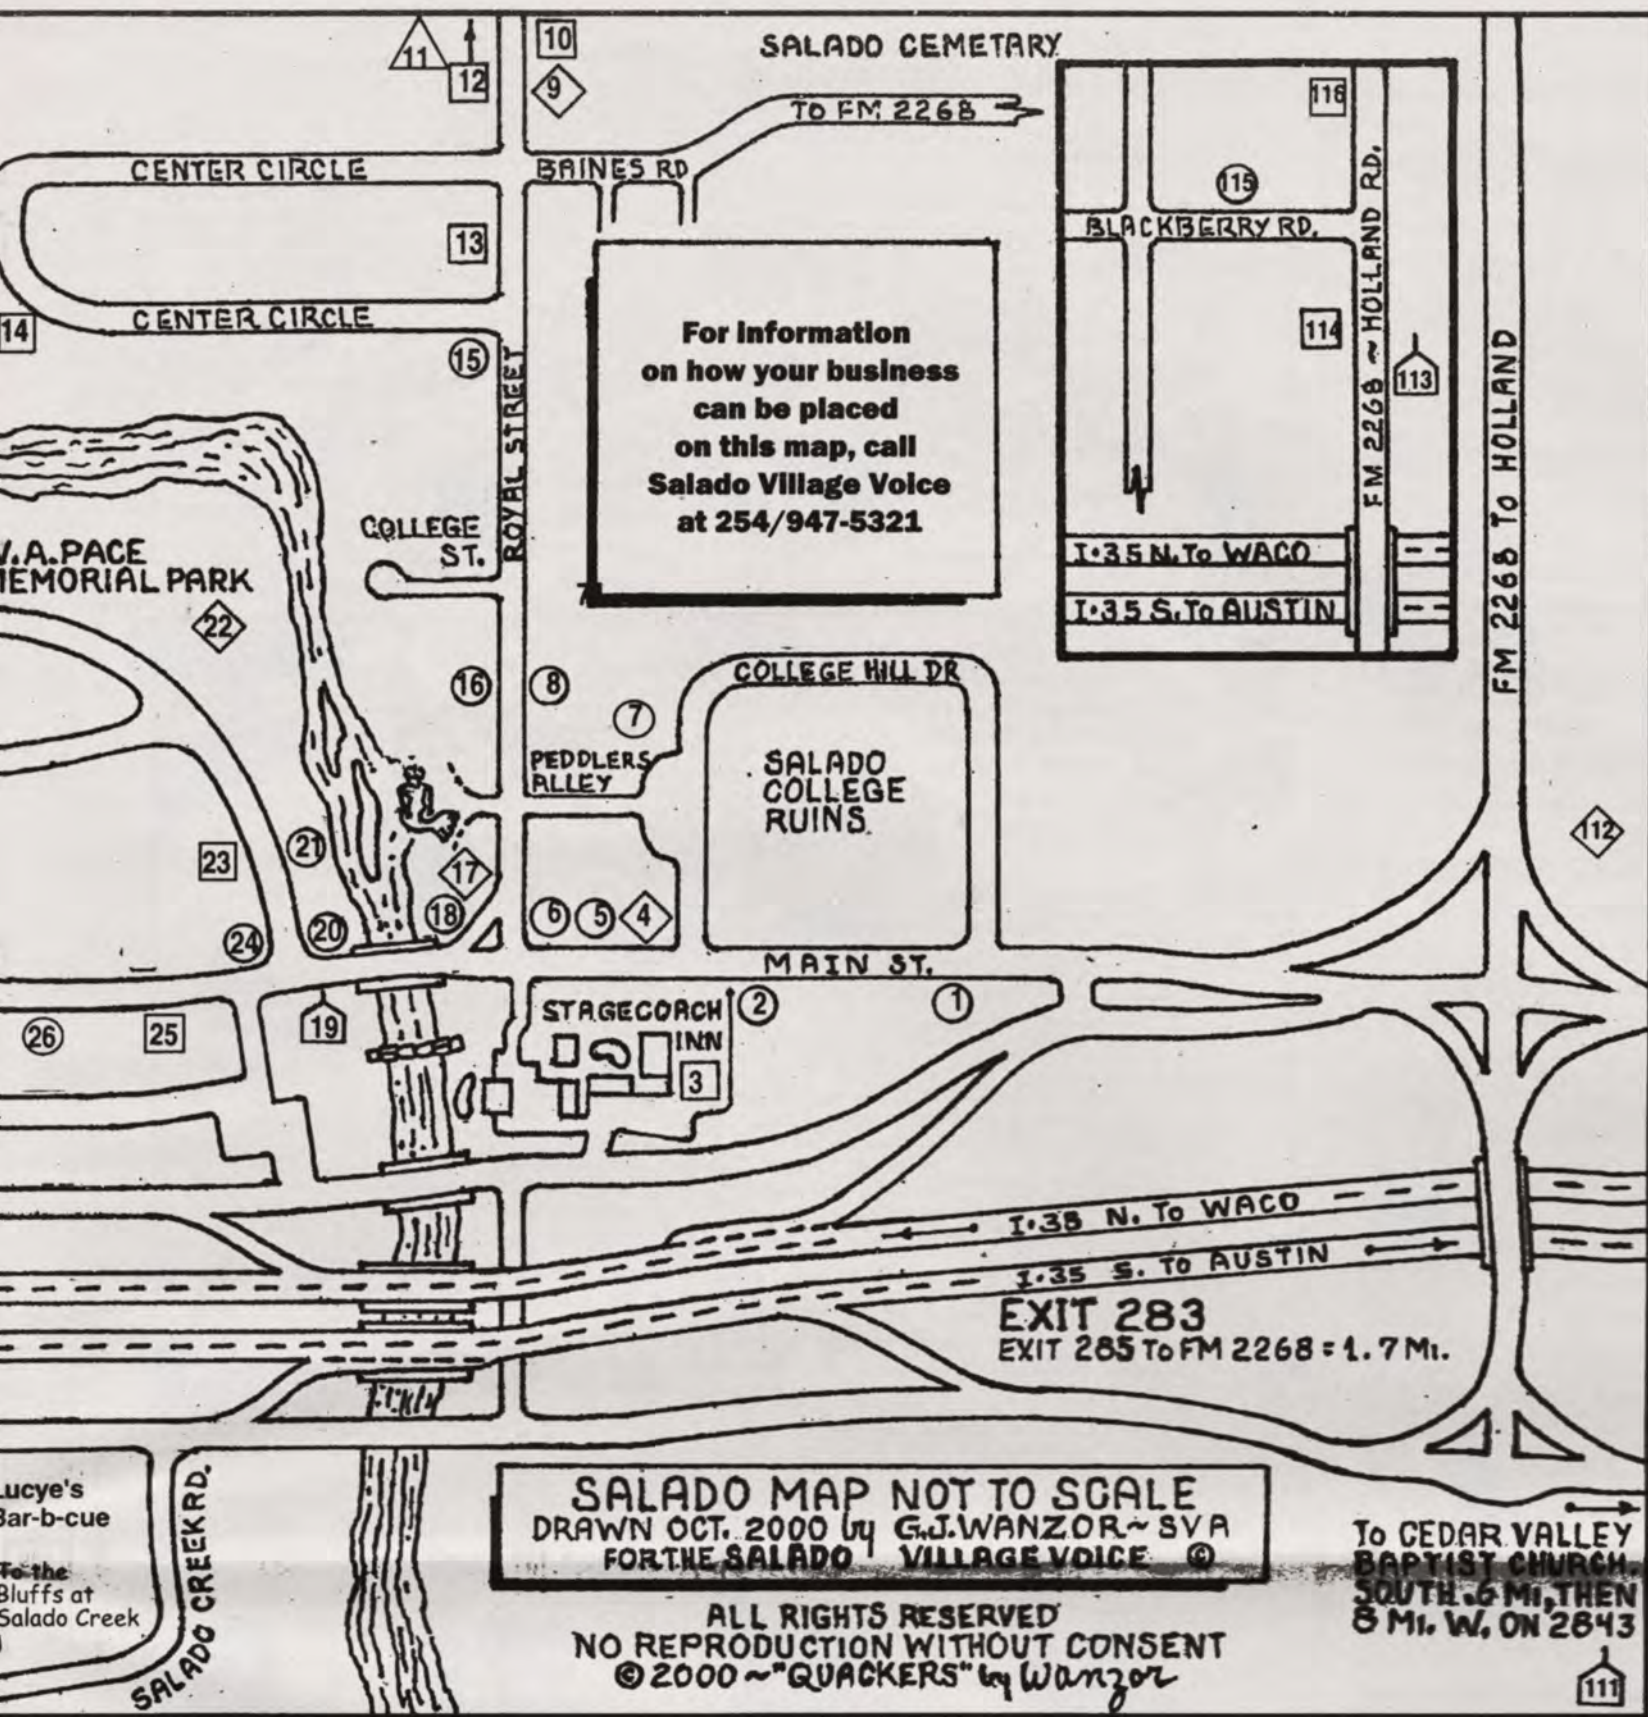 11
12
10
9
SALADO CEMETARY
TO FM 2268
CENTER CIRCLE
BAINES RD
13
14
CENTER CIRCLE
15
ROYAL STREET
For information
on how your business
can be placed
on this map, call
Salado Village Voice
at 254/947-5321
116
115
BLACKBERRY RD.
FM 2268 ~ HOLLAND RD.
114
113
I·35 N. TO WACO
I·35 S. TO AUSTIN
FM 2268 TO HOLLAND
COLLEGE
ST.
.A. PACE
EMORIAL PARK
22
16
8
7
PEDDLERS
ALLEY
COLLEGE HILL DR
SALADO
COLLEGE
RUINS
112
23
21
17
18
6
5
4
24
20
MAIN ST.
26
25
19
STAGECOACH
INN
3
2
1
I·35 N. TO WACO
I·35 S. TO AUSTIN
EXIT 283
EXIT 285 TO FM 2268 = 1.7 MI.
Lucye's
Bar-b-cue
To the
Bluffs at
Salado Creek
SALADO CREEK RD.
SALADO MAP NOT TO SCALE
DRAWN OCT. 2000 by G.J. WANZOR ~ SVA
FOR THE SALADO VILLAGE VOICE ©
ALL RIGHTS RESERVED
NO REPRODUCTION WITHOUT CONSENT
© 2000 ~ "QUACKERS" by Wanzor
TO CEDAR VALLEY
BAPTIST CHURCH.
SOUTH .6 MI, THEN
8 MI. W. ON 2843
111